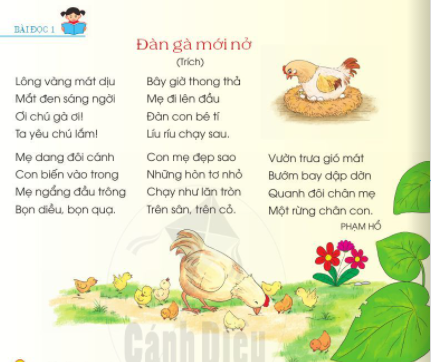 BÀI ĐỌC 1
Đàn gà mới nở
(Trích)
Lông vàng mát dịu
Mắt đen sáng ngời
Ơi chú gà ơi!
Ta yêu chú lắm!
Mẹ dang đôi cánh
Con biến vào trong
Mẹ ngẩng đầu trông
Bọn diều, bọn quạ.
Bây giờ thong thả
Mẹ đi lên đầu
Đàn con bé tí
Líu ríu chạy sau.
Con mẹ đẹp sao
Những hòn tơ nhỏ
Chạy như lăn tròn
Trên sân, trên cỏ.
Vườn trưa gió mát
Bướm bay dập dờn
Quanh đôi chân mẹ
Một rừng chân con.
PHẠM HỔ
Cánh Diều